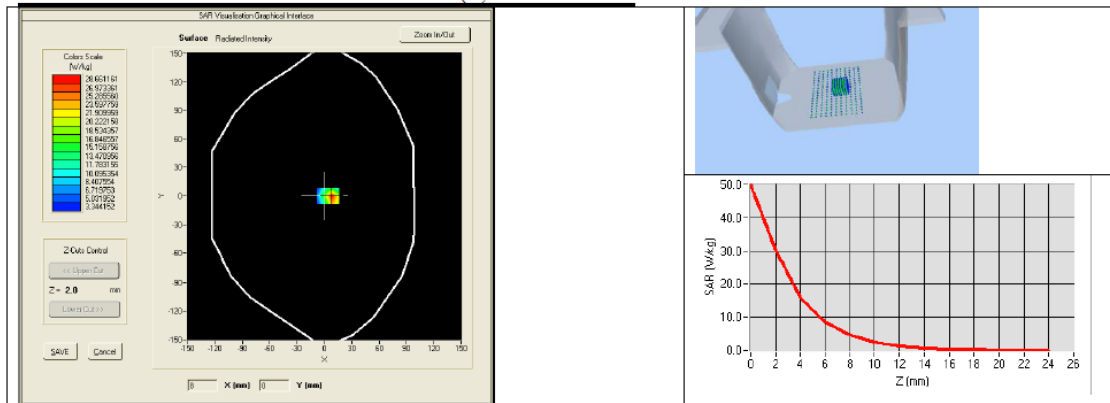 SAR Visualisation Graphical Interface
Surface Radiated Intensity
Zoom In/Out
Colors Scale
(W/kg)
28.661161
26.973361
25.285560
23.597759
21.909959
20.222158
18.534357
16.846557
15.158756
13.470956
11.783155
10.095354
8.407554
6.719753
5.031952
3.344152
150
120
90
60
30
0
-30
-60
-90
-120
-150
Y
-150 -120 -90 -60 -30 0 30 60 90 120 150
X
Z-Cuts Control
<< Upper Cut
Z = 2.0 mm
Lower Cut >>
SAVE Cancel
0 X (mm) 0 Y (mm)
50.0
40.0
30.0
20.0
10.0
0.0
SAR (W/kg)
0 2 4 6 8 10 12 14 16 18 20 22 24 26
Z (mm)